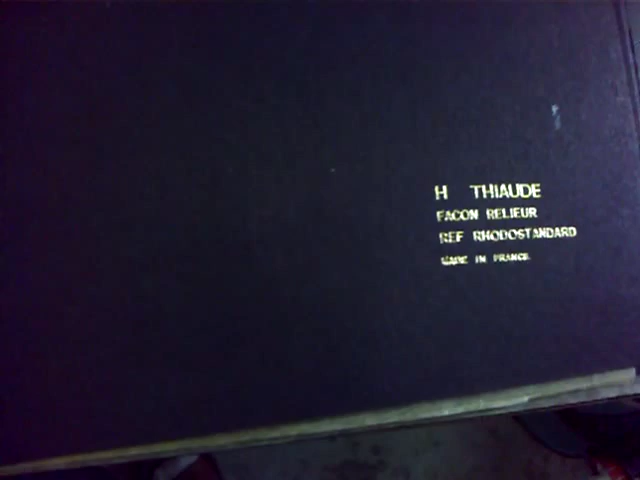 H THIAUDE
FACON RELIEUR
REF RHODOSTANDARD
MADE IN FRANCE